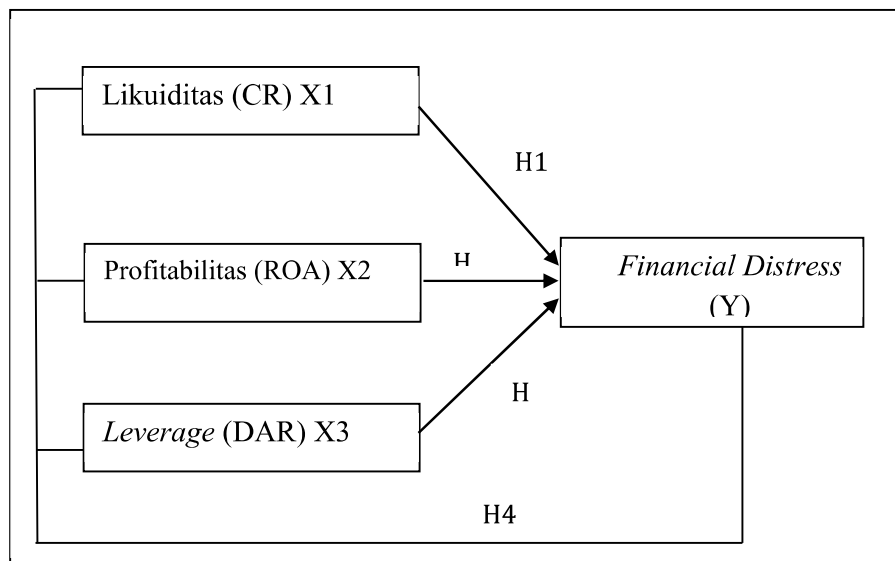 Likuiditas (CR) X1
H1
Profitabilitas (ROA) X2
H
Financial Distress
(Y)
Leverage (DAR) X3
H
H4